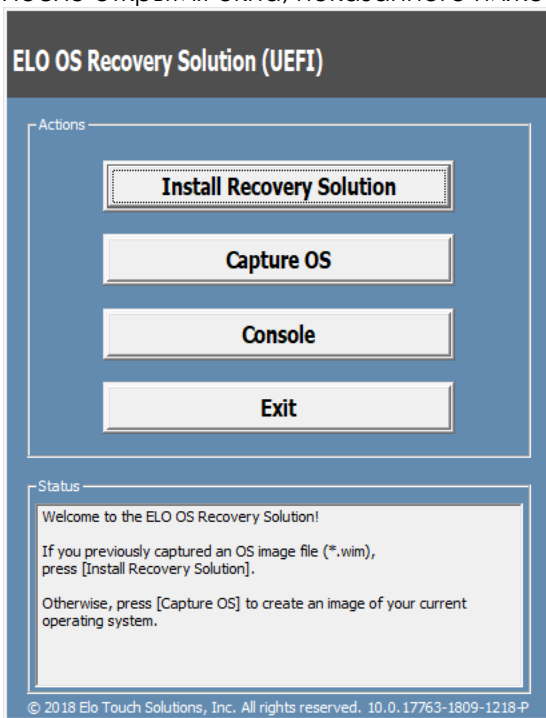 ELO OS Recovery Solution (UEFI)
Actions
Install Recovery Solution
Capture OS
Console
Exit
Status
Welcome to the ELO OS Recovery Solution!
If you previously captured an OS image file (*.wim),
press [Install Recovery Solution].
Otherwise, press [Capture OS] to create an image of your current
operating system.
© 2018 Elo Touch Solutions, Inc. All rights reserved. 10.0.17763-1809-1218-P